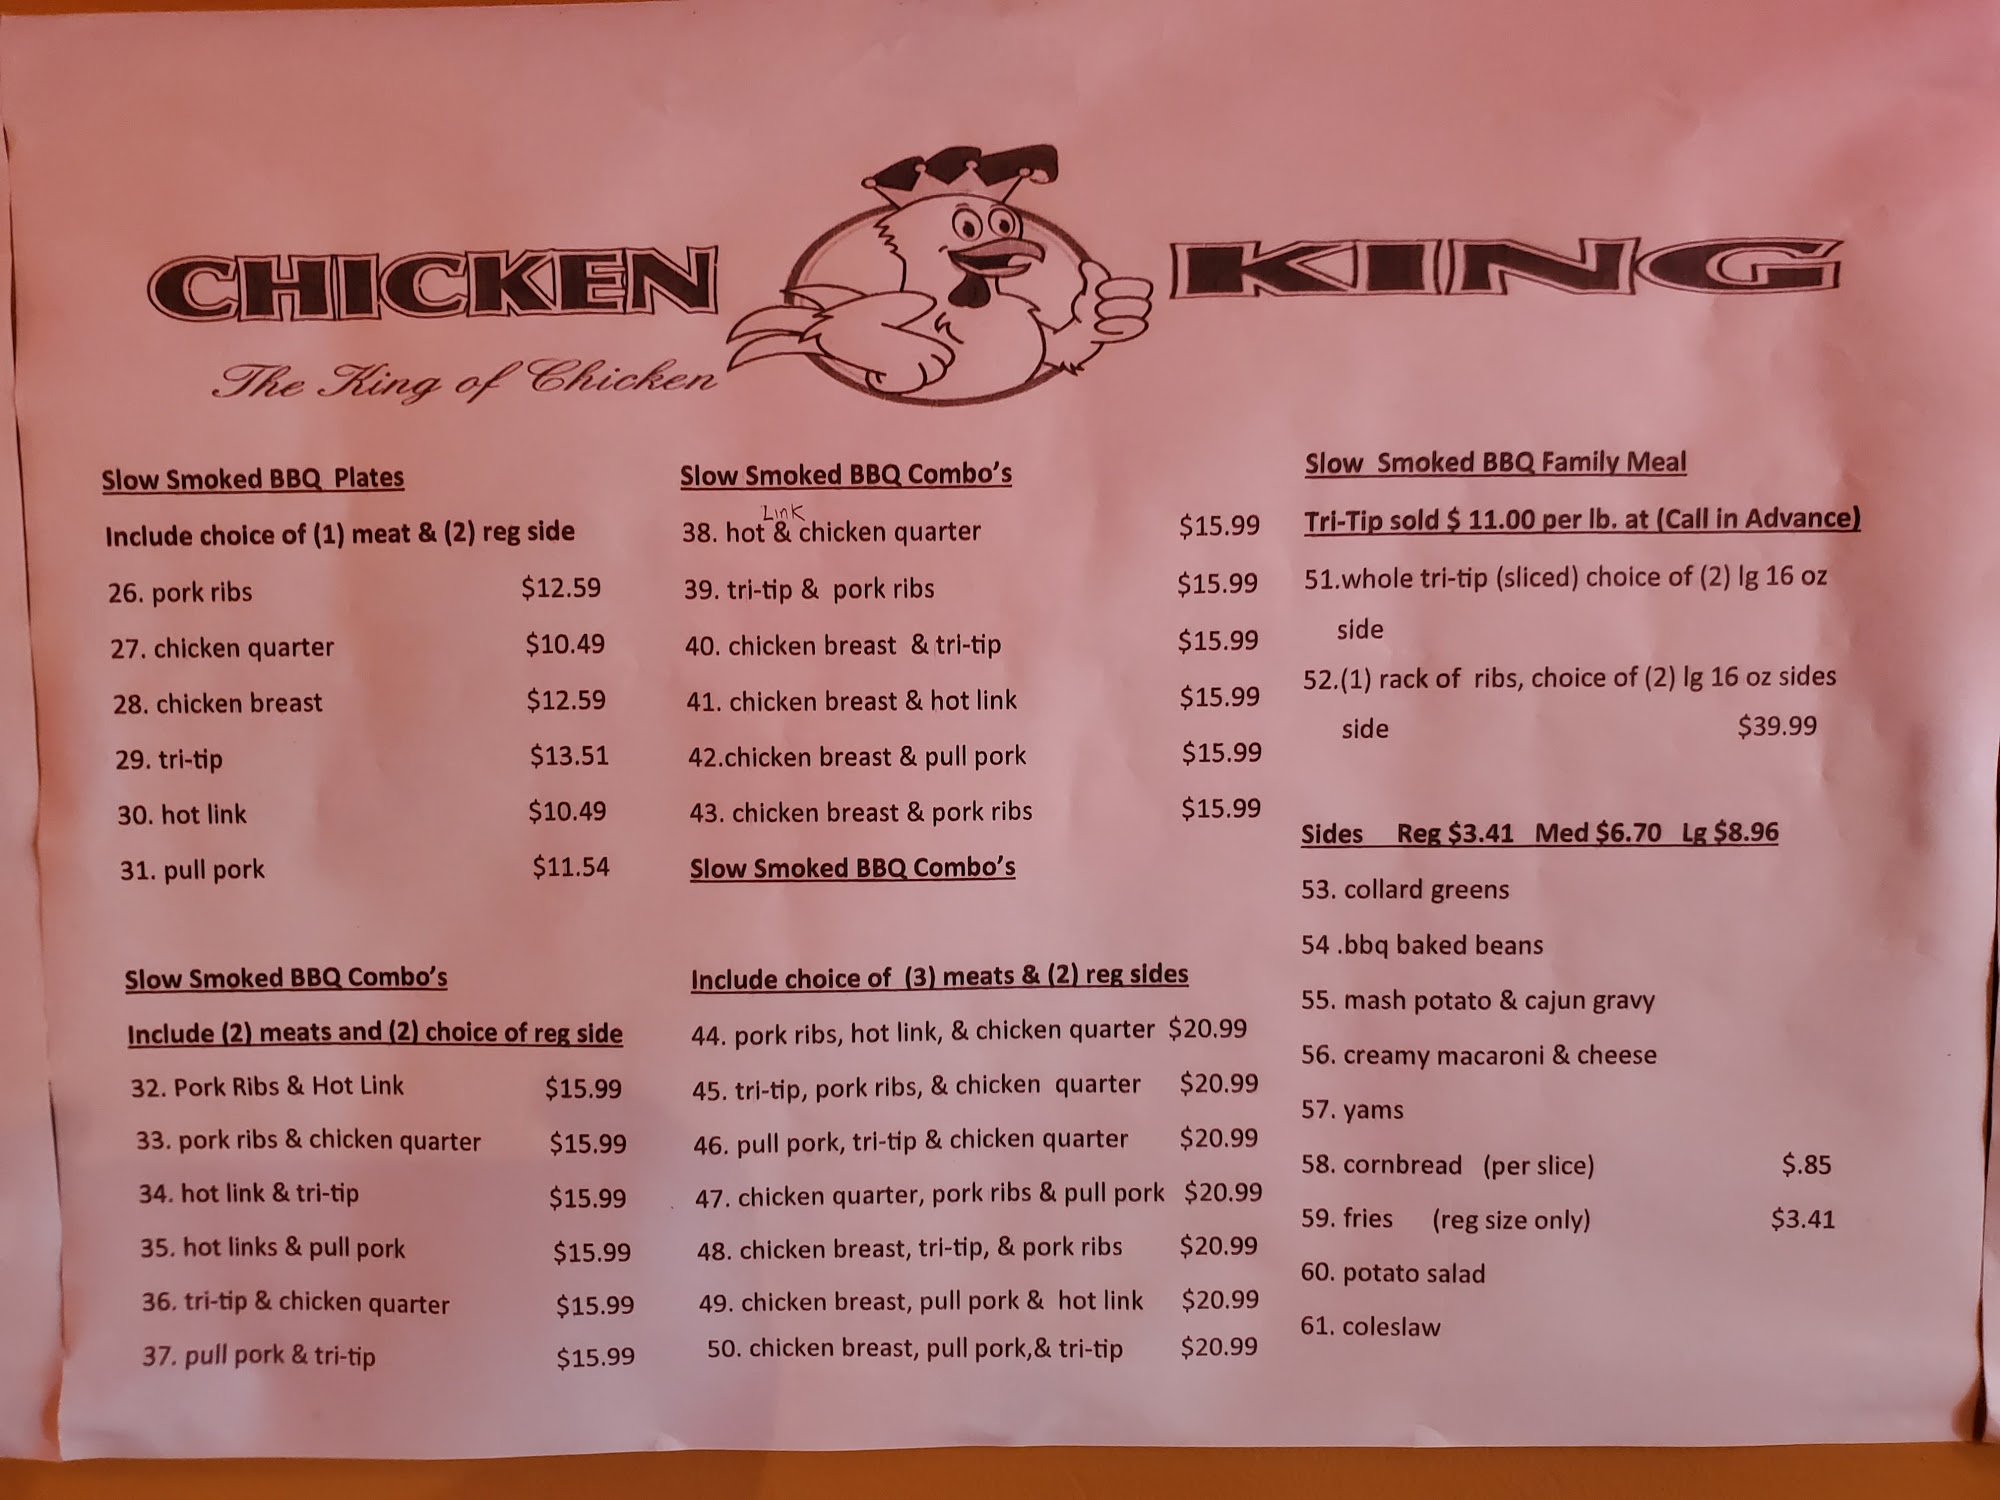 CHICKEN KING
The King of Chicken
Slow Smoked BBQ Plates
Include choice of (1) meat & (2) reg side
26. pork ribs $12.59
27. chicken quarter $10.49
28. chicken breast $12.59
29. tri-tip $13.51
30. hot link $10.49
31. pull pork $11.54
Slow Smoked BBQ Combo's
Include (2) meats and (2) choice of reg side
32. Pork Ribs & Hot Link $15.99
33. pork ribs & chicken quarter $15.99
34. hot link & tri-tip $15.99
35. hot links & pull pork $15.99
36. tri-tip & chicken quarter $15.99
37. pull pork & tri-tip $15.99
Slow Smoked BBQ Combo's
Link
38. hot & chicken quarter $15.99
39. tri-tip & pork ribs $15.99
40. chicken breast & tri-tip $15.99
41. chicken breast & hot link $15.99
42.chicken breast & pull pork $15.99
43. chicken breast & pork ribs $15.99
Slow Smoked BBQ Combo's
Include choice of (3) meats & (2) reg sides
44. pork ribs, hot link, & chicken quarter $20.99
45. tri-tip, pork ribs, & chicken quarter $20.99
46. pull pork, tri-tip & chicken quarter $20.99
47. chicken quarter, pork ribs & pull pork $20.99
48. chicken breast, tri-tip, & pork ribs $20.99
49. chicken breast, pull pork & hot link $20.99
50. chicken breast, pull pork,& tri-tip $20.99
Slow Smoked BBQ Family Meal
Tri-Tip sold $ 11.00 per lb. at (Call in Advance)
51.whole tri-tip (sliced) choice of (2) lg 16 oz
side
52.(1) rack of ribs, choice of (2) lg 16 oz sides
side $39.99
Sides Reg $3.41 Med $6.70 Lg $8.96
53. collard greens
54 .bbq baked beans
55. mash potato & cajun gravy
56. creamy macaroni & cheese
57. yams
58. cornbread (per slice) $.85
59. fries (reg size only) $3.41
60. potato salad
61. coleslaw